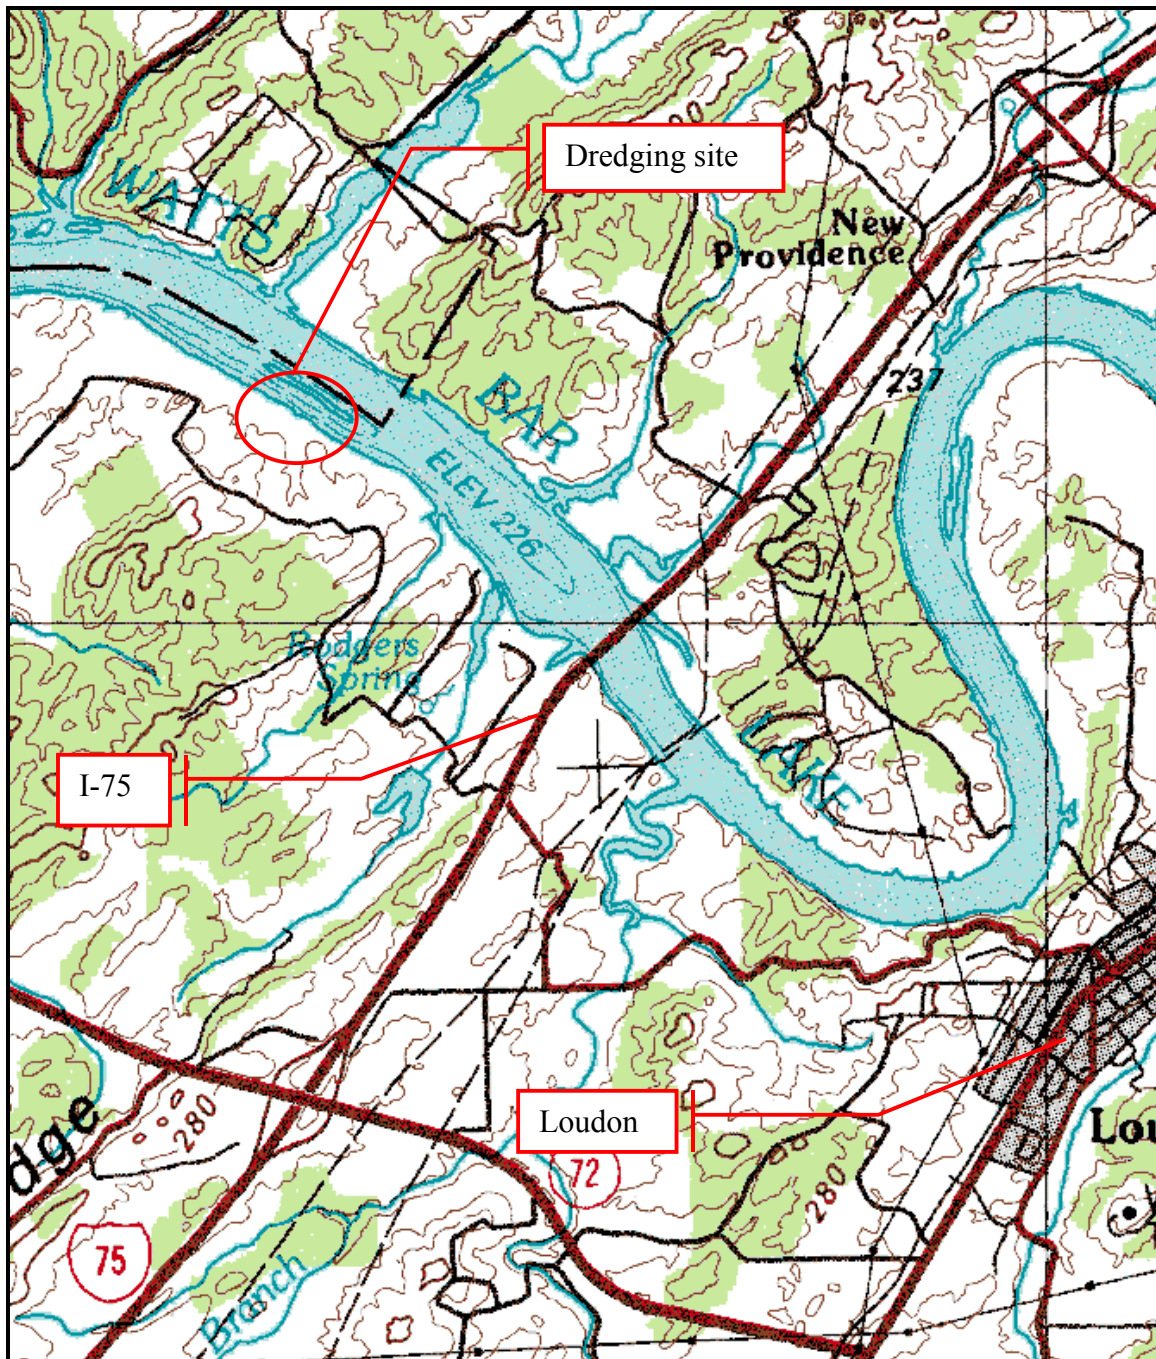 Dredging site
WATTS
New
Providence
237
BAR
ELEV 226
Rodgers
Spring
LAKE
I-75
Loudon
Lou
280
dge
72
280
75
Branch